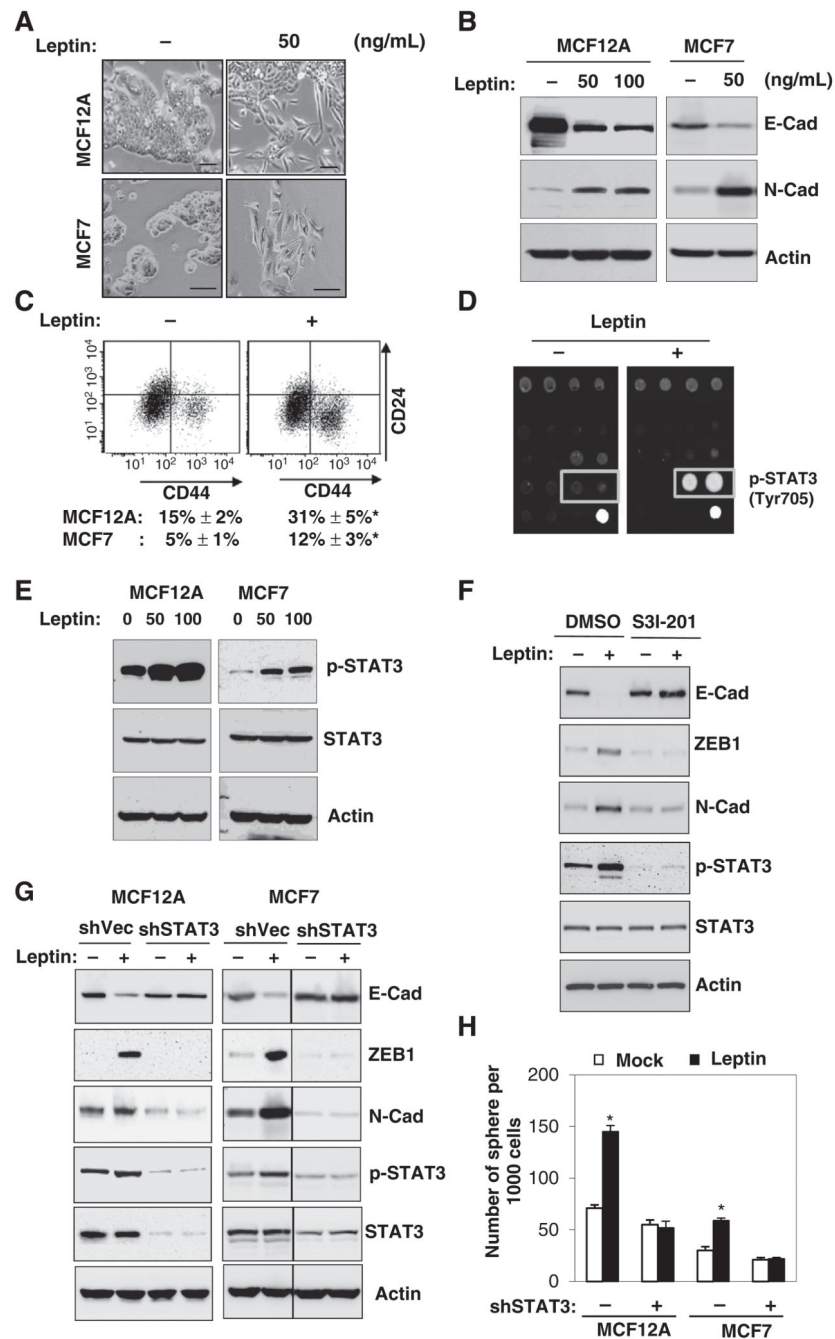 A
Leptin: – 50 (ng/mL)
MCF12A
MCF7
B
MCF12A MCF7
Leptin: – 50 100 – 50 (ng/mL)
E-Cad
N-Cad
Actin
C
Leptin: – +
10⁴
10³
10²
10¹
10¹ 10² 10³ 10⁴ 10¹ 10² 10³ 10⁴
CD24
CD44 CD44
MCF12A: 15% ± 2% 31% ± 5%*
MCF7 : 5% ± 1% 12% ± 3%*
D
Leptin
– +
p-STAT3
(Tyr705)
E
MCF12A MCF7
Leptin: 0 50 100 0 50 100
p-STAT3
STAT3
Actin
F
DMSO S3I-201
Leptin: – + – +
E-Cad
ZEB1
N-Cad
p-STAT3
STAT3
Actin
G
MCF12A MCF7
shVec shSTAT3 shVec shSTAT3
Leptin: – + – + – + – +
E-Cad
ZEB1
N-Cad
p-STAT3
STAT3
Actin
H
Mock Leptin
Number of sphere per
1000 cells
200
150
100
50
0
* *
shSTAT3: – + – +
MCF12A MCF7